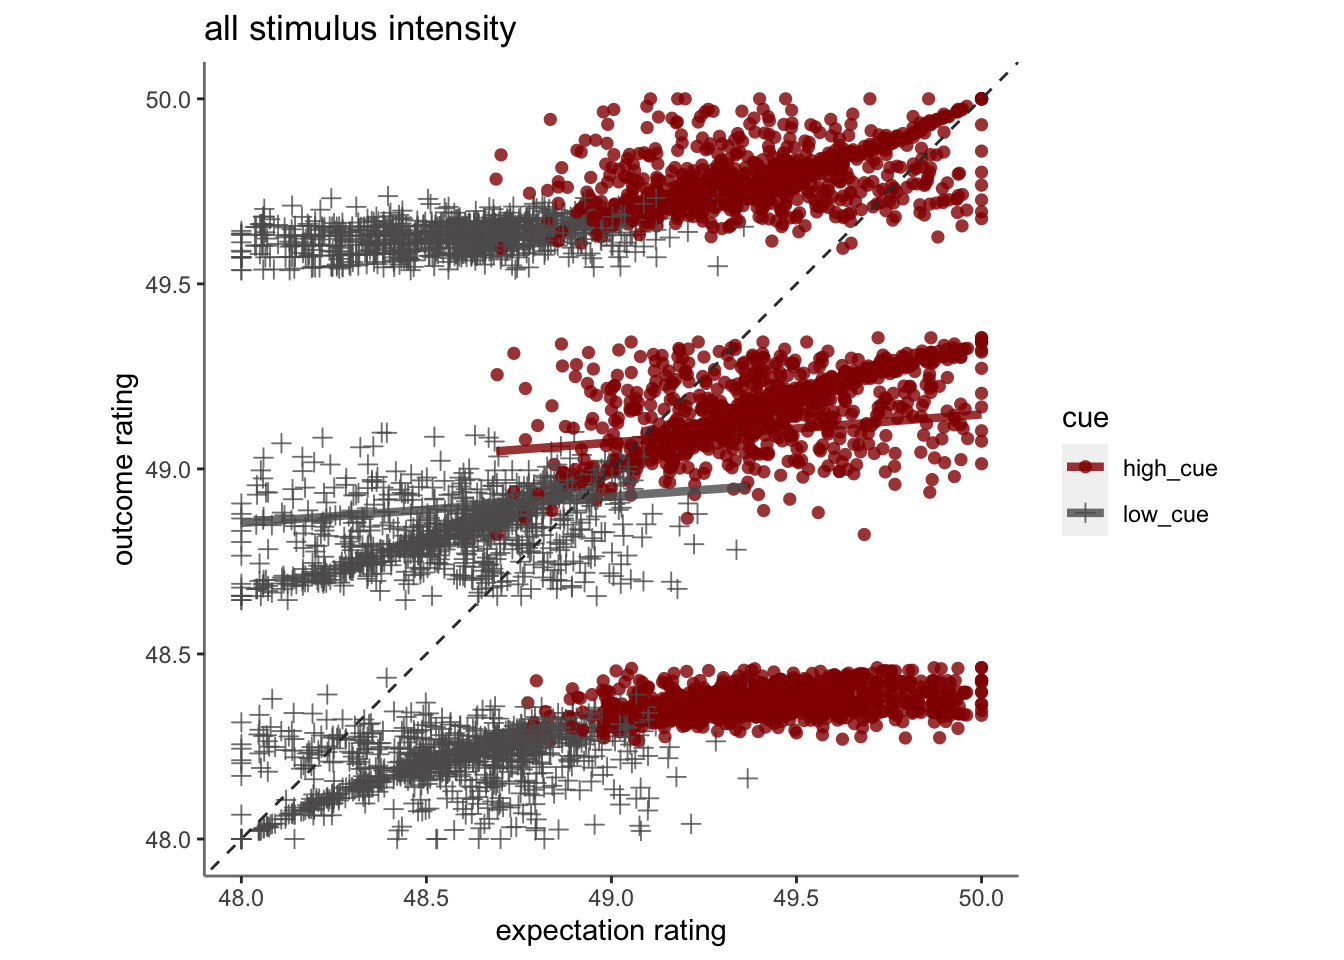 all stimulus intensity
50.0
49.5
49.0
48.5
48.0
outcome rating
48.0
48.5
49.0
49.5
50.0
expectation rating
cue
high_cue
low_cue